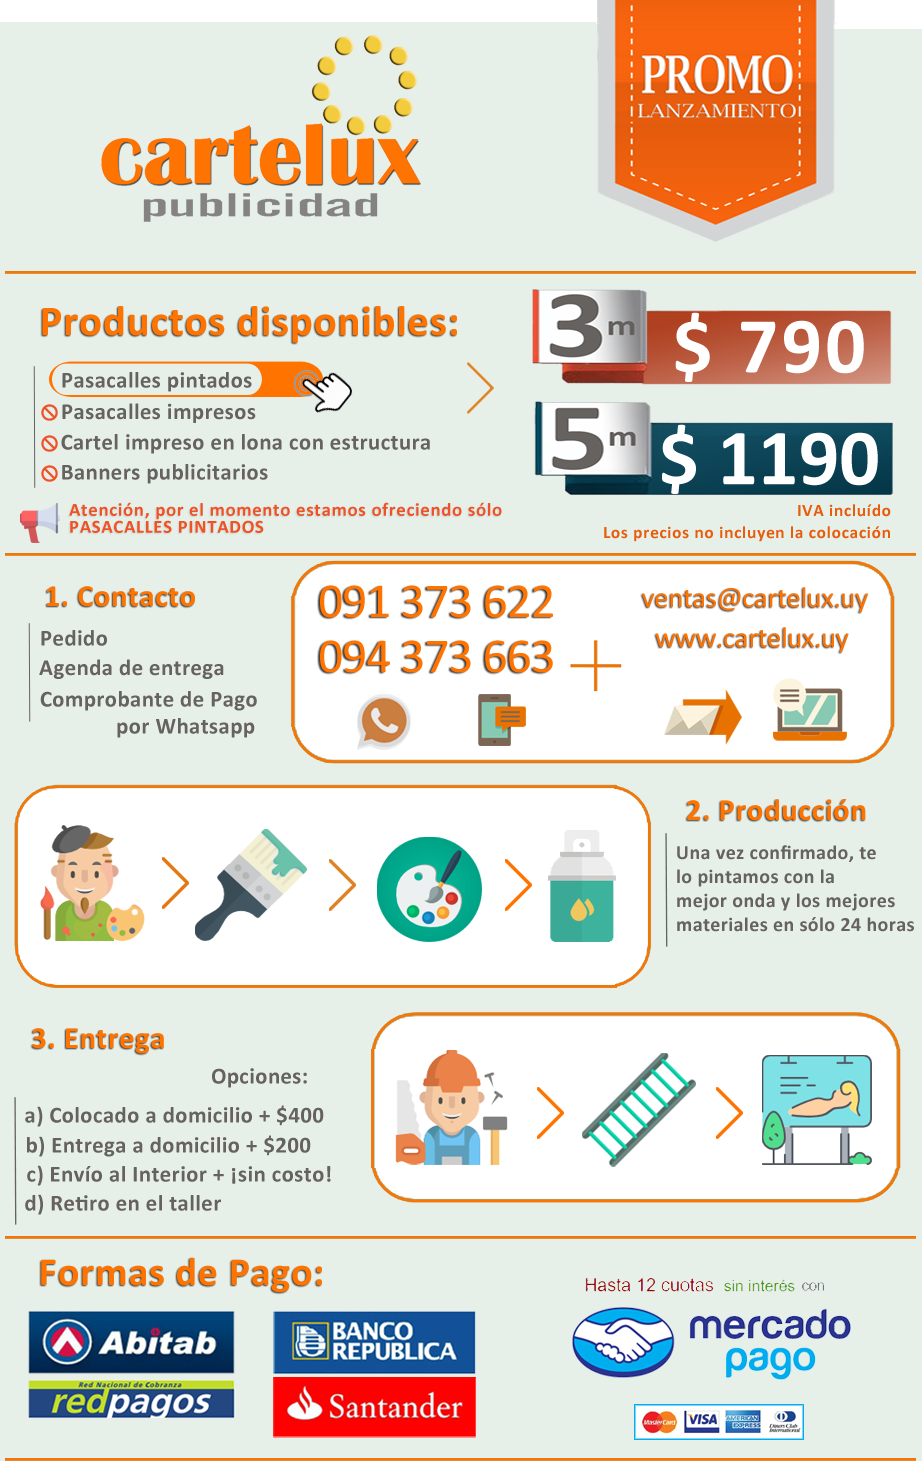 PROMO
LANZAMIENTO
cartelux
publicidad
Productos disponibles:
Pasacalles pintados
Pasacalles impresos
Cartel impreso en lona con estructura
Banners publicitarios
Atención, por el momento estamos ofreciendo sólo
PASACALLES PINTADOS
3m $ 790
5m $ 1190
IVA incluído
Los precios no incluyen la colocación
1. Contacto
Pedido
Agenda de entrega
Comprobante de Pago
por Whatsapp
091 373 622
094 373 663
ventas@cartelux.uy
www.cartelux.uy
2. Producción
Una vez confirmado, te
lo pintamos con la
mejor onda y los mejores
materiales en sólo 24 horas
3. Entrega
Opciones:
a) Colocado a domicilio + $400
b) Entrega a domicilio + $200
c) Envío al Interior + ¡sin costo!
d) Retiro en el taller
Formas de Pago:
Abitab
Red Nacional de Cobranza
redpagos
BANCO
REPUBLICA
Santander
Hasta 12 cuotas sin interés con
mercado
pago
MasterCard
VISA
AMERICAN
EXPRESS
Diners Club
International